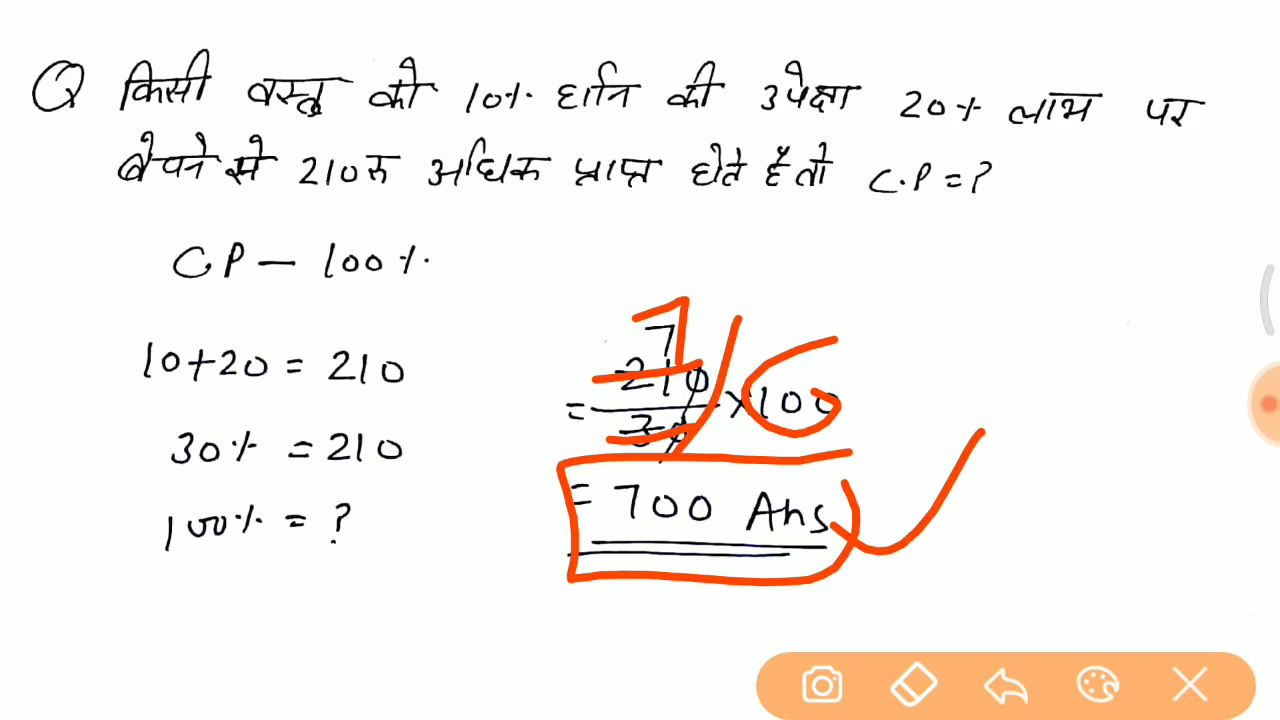 Q किसी वस्तु को 10% हानि की उपेक्षा 20% लाभ पर
बेचने से 210रु अधिक प्राप्त होते हैं तो C.P = ?
CP — 100%
10+20 = 210
30% = 210
100% = ?
7
= 210/30 × 100
= 700 Ans